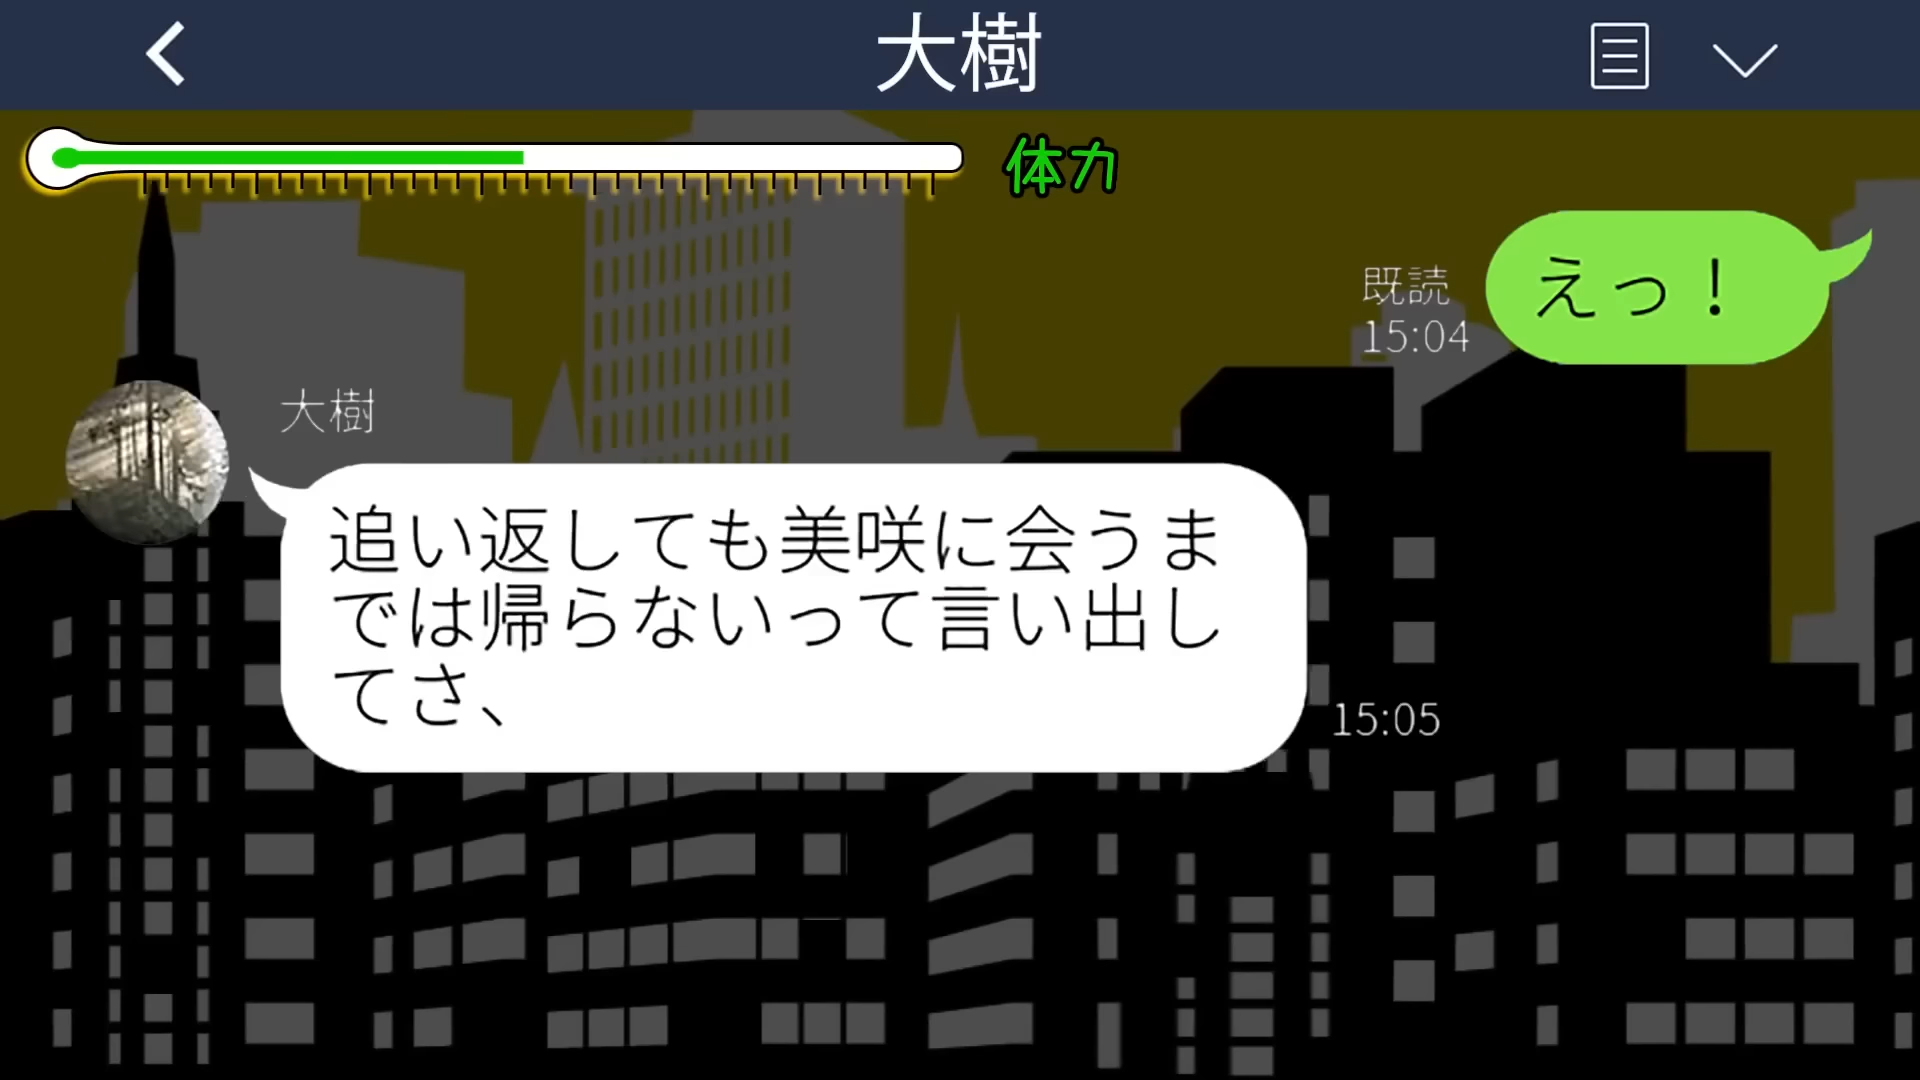 大樹
体力
えっ！
既読
15:04
大樹
追い返しても美咲に会うま
では帰らないって言い出し
てさ、
15:05